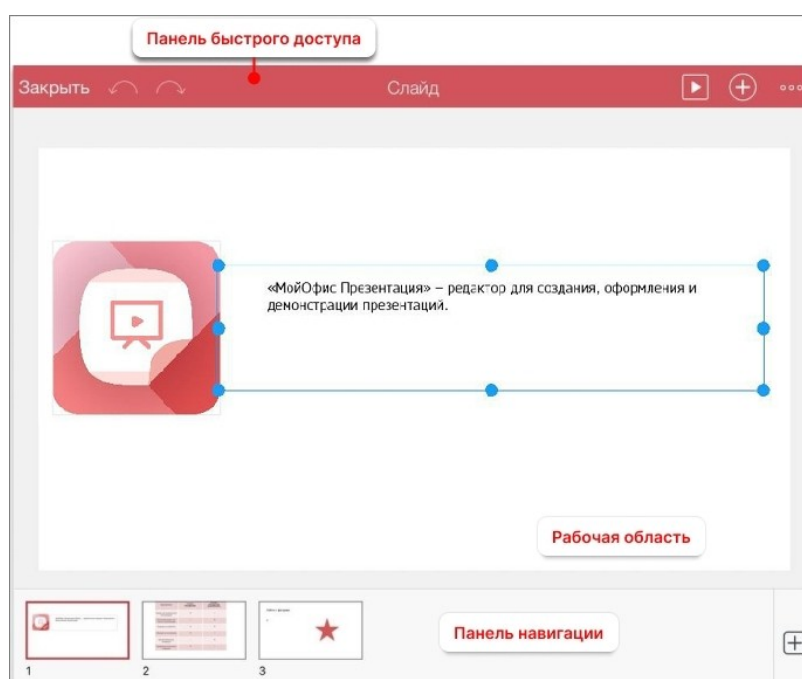 Панель быстрого доступа
Закрыть
Слайд
«МойОфис Презентация» – редактор для создания, оформления и
демонстрации презентаций.
Рабочая область
Панель навигации
1
2
3